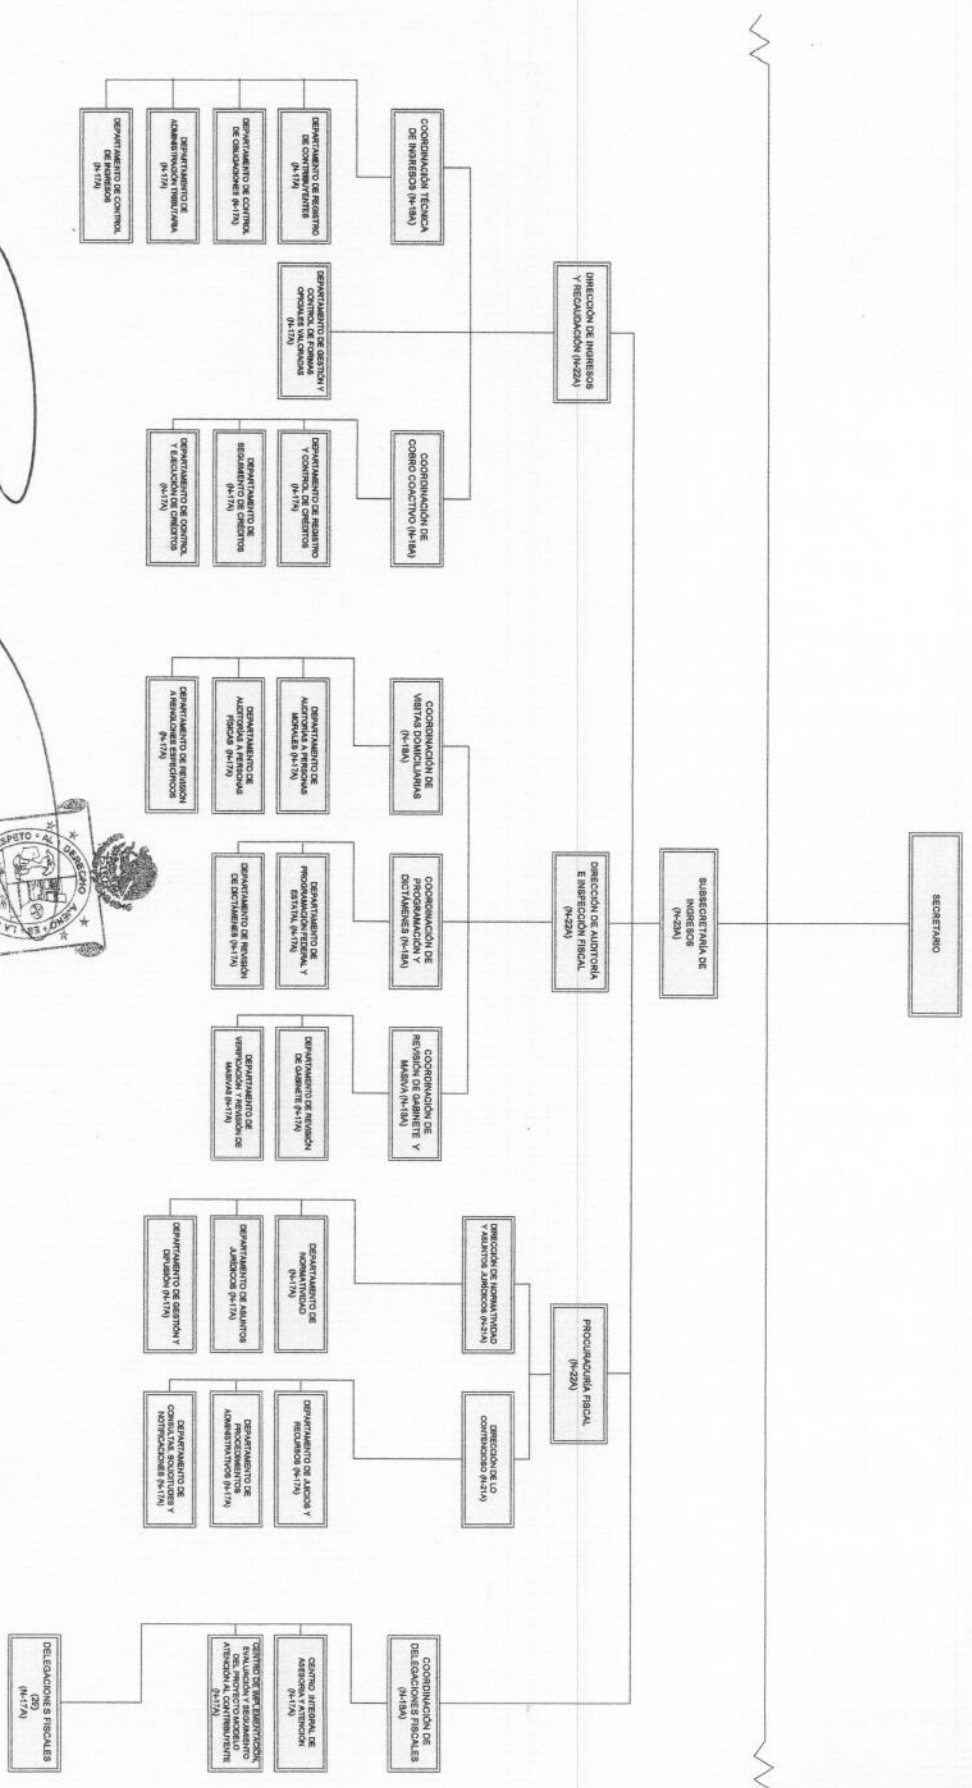 SECRETARIO
SUBSECRETARÍA DE
INGRESOS
(N-23A)
DIRECCIÓN DE INGRESOS
Y RECAUDACIÓN (N-22A)
DIRECCIÓN DE AUDITORÍA
E INSPECCIÓN FISCAL
(N-22A)
PROCURADURÍA FISCAL
(N-22A)
COORDINACIÓN TÉCNICA
DE INGRESOS (N-18A)
COORDINACIÓN DE
COBRO COACTIVO (N-18A)
COORDINACIÓN DE
VISITAS DOMICILIARIAS
(N-18A)
COORDINACIÓN DE
PROGRAMACIÓN Y
DICTÁMENES (N-18A)
COORDINACIÓN DE
REVISIÓN DE GABINETE Y
MASIVA (N-18A)
DIRECCIÓN DE NORMATIVIDAD
Y ASUNTOS JURÍDICOS (N-21A)
DIRECCIÓN DE LO
CONTENCIOSO (N-21A)
COORDINACIÓN DE
DELEGACIONES FISCALES
(N-18A)
DEPARTAMENTO DE REGISTRO
DE CONTRIBUYENTES
(N-17A)
DEPARTAMENTO DE CONTROL
DE OBLIGACIONES (N-17A)
DEPARTAMENTO DE
ADMINISTRACIÓN TRIBUTARIA
(N-17A)
DEPARTAMENTO DE CONTROL
DE INGRESOS
(N-17A)
DEPARTAMENTO DE GESTIÓN Y
CONTROL DE FORMAS
OFICIALES VALORADAS
(N-17A)
DEPARTAMENTO DE REGISTRO
Y CONTROL DE CRÉDITOS
(N-17A)
DEPARTAMENTO DE
SEGUIMIENTO DE CRÉDITOS
(N-17A)
DEPARTAMENTO DE CONTROL
Y EJECUCIÓN DE CRÉDITOS
(N-17A)
DEPARTAMENTO DE
AUDITORÍAS A PERSONAS
MORALES (N-17A)
DEPARTAMENTO DE
AUDITORÍAS A PERSONAS
FÍSICAS (N-17A)
DEPARTAMENTO DE REVISIÓN
A RENGLONES ESPECÍFICOS
(N-17A)
DEPARTAMENTO DE
PROGRAMACIÓN FEDERAL Y
ESTATAL (N-17A)
DEPARTAMENTO DE REVISIÓN
DE DICTÁMENES (N-17A)
DEPARTAMENTO DE REVISIÓN
DE GABINETE (N-17A)
DEPARTAMENTO DE
VERIFICACIÓN Y REVISIÓN DE
MASIVAS (N-17A)
DEPARTAMENTO DE
NORMATIVIDAD
(N-17A)
DEPARTAMENTO DE ASUNTOS
JURÍDICOS (N-17A)
DEPARTAMENTO DE GESTIÓN Y
DIFUSIÓN (N-17A)
DEPARTAMENTO DE JUICIOS Y
RECURSOS (N-17A)
DEPARTAMENTO DE
PROCEDIMIENTOS
ADMINISTRATIVOS (N-17A)
DEPARTAMENTO DE
CONSULTAS, SOLICITUDES Y
NOTIFICACIONES (N-17A)
CENTRO INTEGRAL DE
ASESORIA Y ATENCIÓN
(N-17A)
CENTRO DE IMPLEMENTACIÓN,
EVALUACIÓN Y SEGUIMIENTO
DEL PROYECTO MODELO
ATENCIÓN AL CONTRIBUYENTE
(N-17A)
DELEGACIONES FISCALES
(26)
(N-17A)
AL DERECHO AJENO ES LA